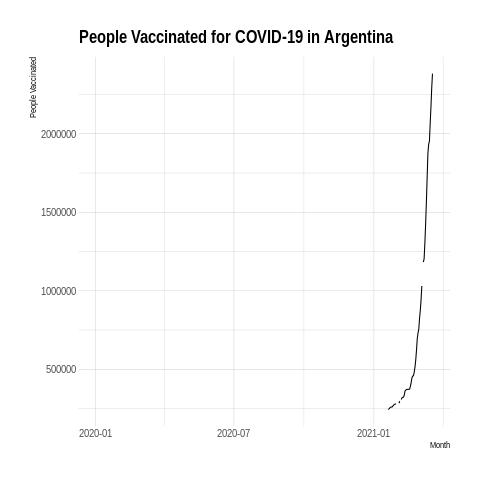 People Vaccinated for COVID-19 in Argentina
People Vaccinated
2000000
1500000
1000000
500000
2020-01 2020-07 2021-01
Month